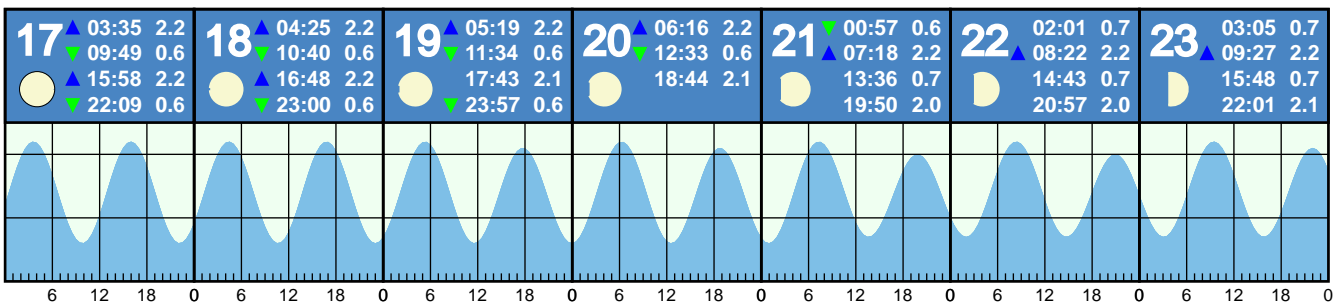 17 ▲ 03:35 2.2
▼ 09:49 0.6
▲ 15:58 2.2
▼ 22:09 0.6
18 ▲ 04:25 2.2
▼ 10:40 0.6
▲ 16:48 2.2
▼ 23:00 0.6
19 ▲ 05:19 2.2
▼ 11:34 0.6
17:43 2.1
▼ 23:57 0.6
20 ▲ 06:16 2.2
▼ 12:33 0.6
18:44 2.1
21 ▼ 00:57 0.6
▲ 07:18 2.2
13:36 0.7
19:50 2.0
22 02:01 0.7
▲ 08:22 2.2
14:43 0.7
20:57 2.0
23 03:05 0.7
▲ 09:27 2.2
15:48 0.7
22:01 2.1
6 12 18 0 6 12 18 0 6 12 18 0 6 12 18 0 6 12 18 0 6 12 18 0 6 12 18 0